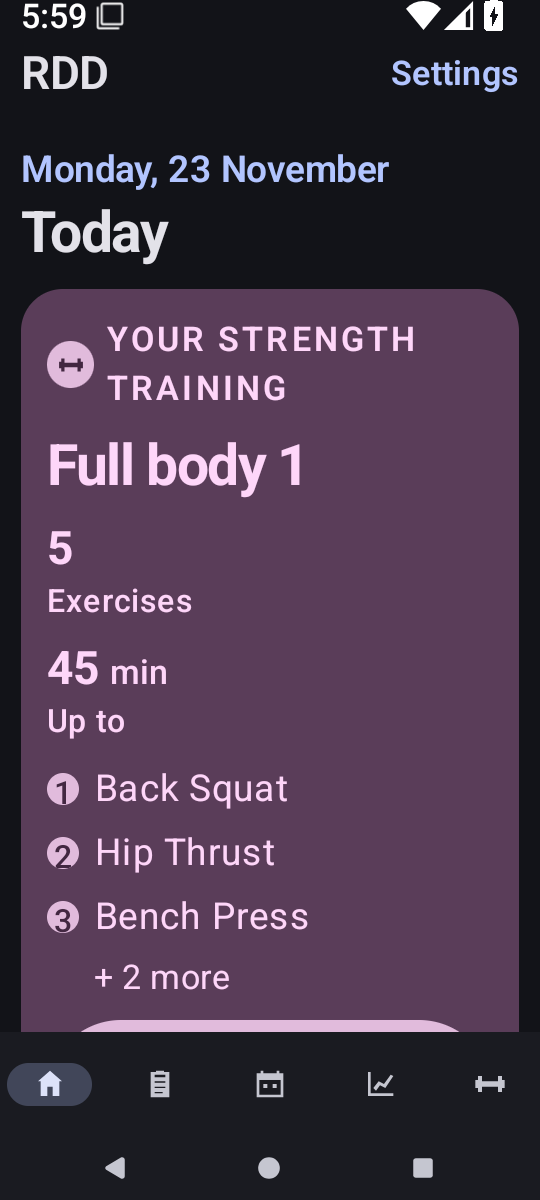 5:59
RDD
Settings
Monday, 23 November
Today
YOUR STRENGTH
TRAINING
Full body 1
5
Exercises
45 min
Up to
1 Back Squat
2 Hip Thrust
3 Bench Press
+ 2 more